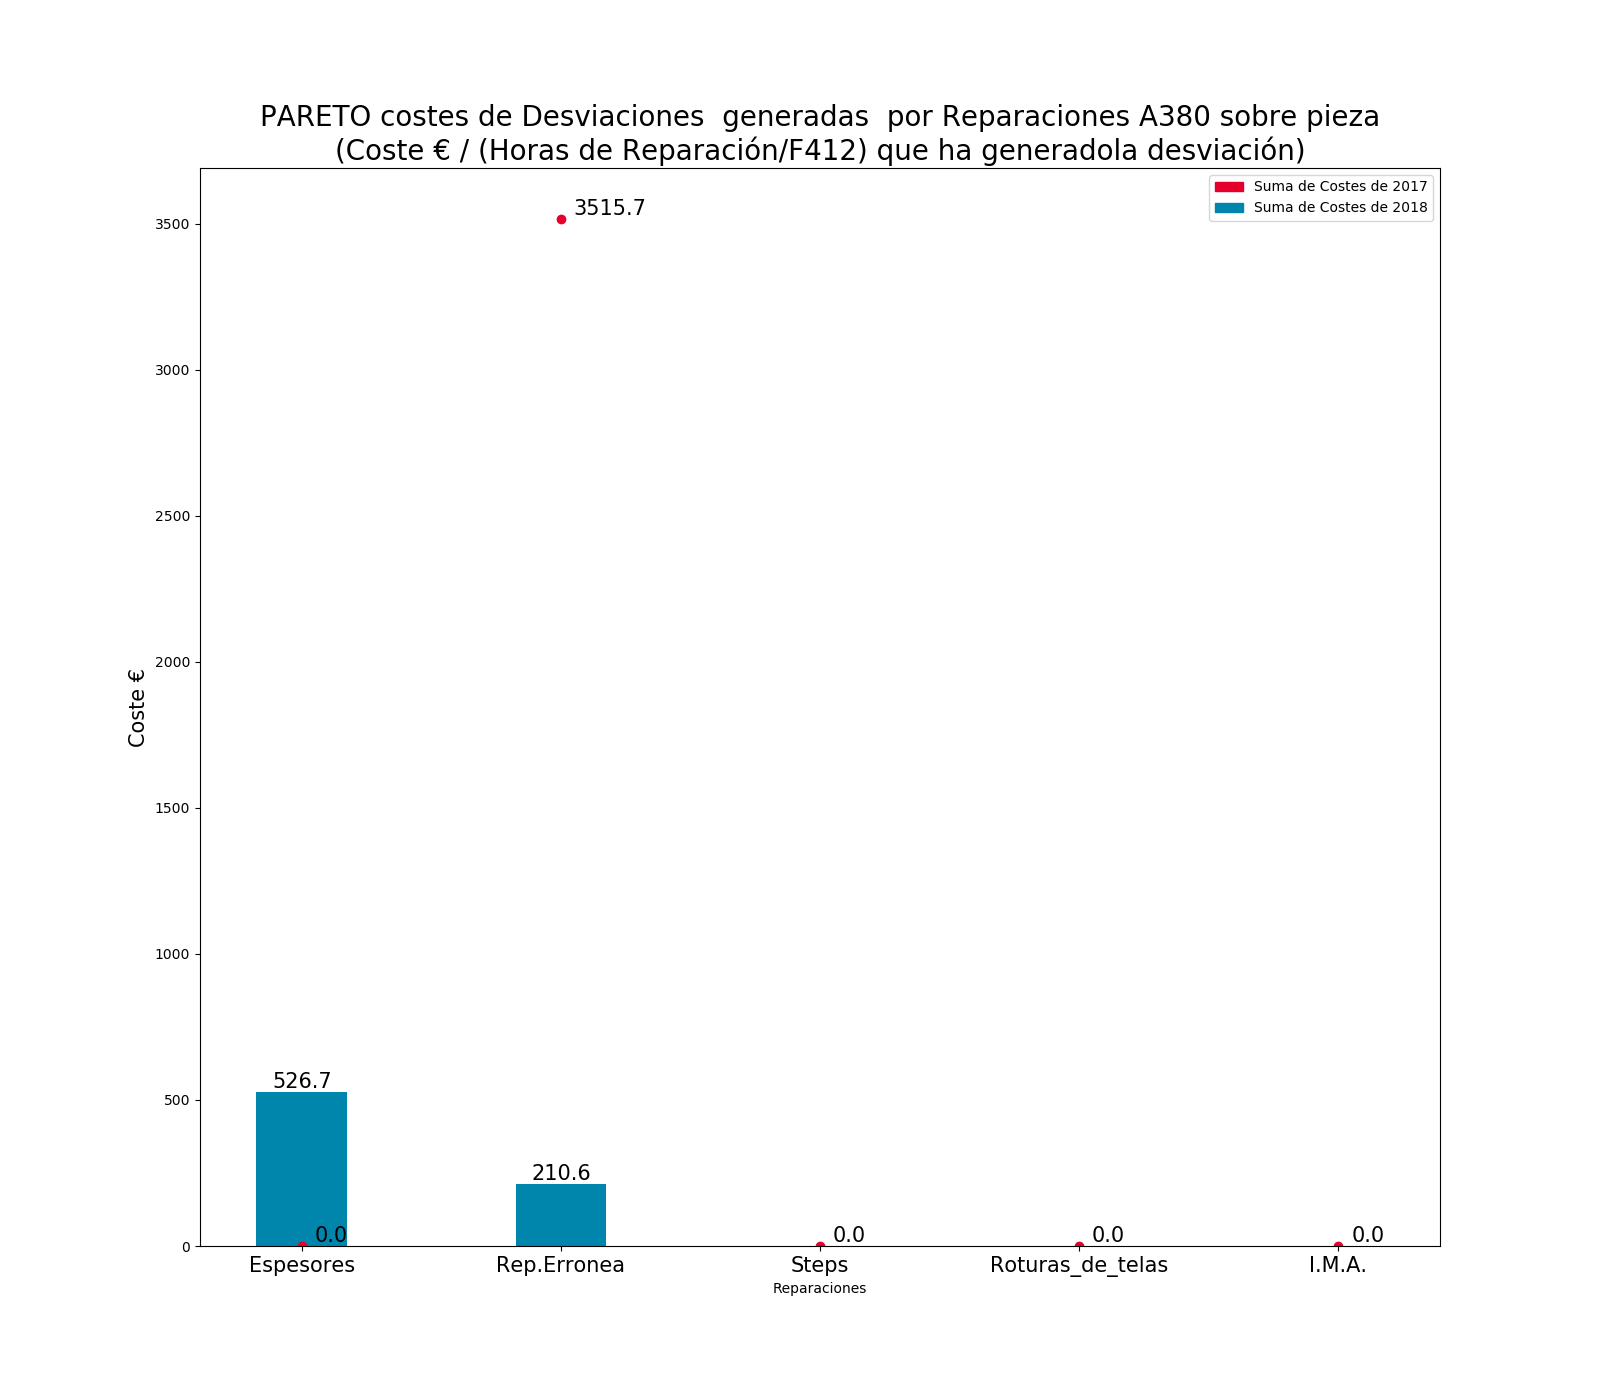 PARETO costes de Desviaciones  generadas  por Reparaciones A380 sobre pieza
(Coste € / (Horas de Reparación/F412) que ha generadola desviación)
Suma de Costes de 2017
Suma de Costes de 2018
3515.7
3500
3000
2500
2000
1500
1000
500
0
Coste €
526.7
210.6
0.0
0.0
0.0
0.0
Espesores
Rep.Erronea
Steps
Roturas_de_telas
I.M.A.
Reparaciones